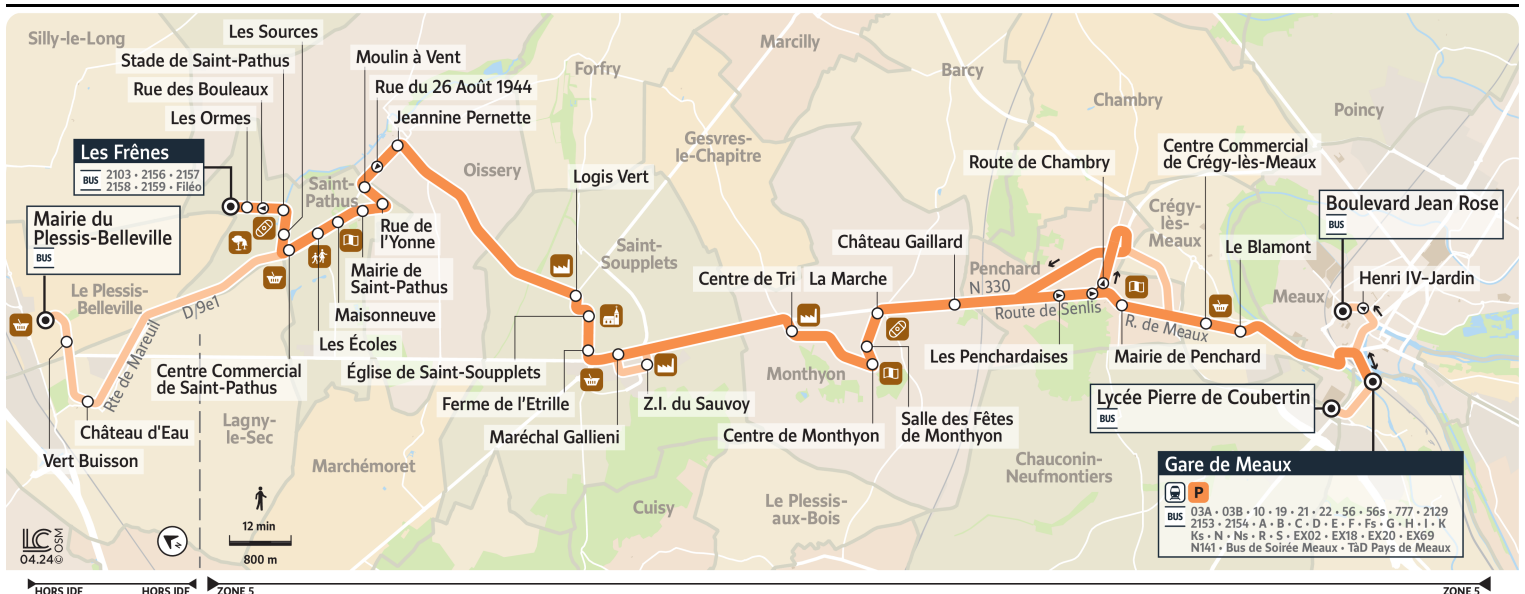 Silly-le-Long
Les Sources
Stade de Saint-Pathus
Rue des Bouleaux
Les Ormes
Les Frênes
BUS
2103 • 2156 • 2157
2158 • 2159 • Filéo
Mairie du
Plessis-Belleville
BUS
Moulin à Vent
Rue du 26 Août 1944
Jeannine Pernette
Saint-
Pathus
Forfry
Marcilly
Barcy
Chambry
Poincy
Oissery
Gesvres-
le-Chapitre
Logis Vert
Route de Chambry
Centre Commercial
de Crégy-lès-Meaux
Boulevard Jean Rose
BUS
Rue de
l'Yonne
Saint-
Soupplets
Château Gaillard
Crégy-
lès-
Meaux
Le Blamont
Mairie de
Saint-Pathus
Centre de Tri
La Marche
Penchard
N 330
Henri IV–Jardin
Le Plessis-
Belleville
D/9e1
Maisonneuve
Meaux
Route de Senlis
R. de Meaux
Les Écoles
Rte de Mareuil
Centre Commercial
de Saint-Pathus
Église de Saint-Soupplets
Monthyon
Les Penchardaises
Mairie de Penchard
Ferme de l'Etrille
Z.I. du Sauvoy
Lycée Pierre de Coubertin
BUS
Château d'Eau
Lagny-
le-Sec
Maréchal Gallieni
Centre de Monthyon
Salle des Fêtes
de Monthyon
Vert Buisson
Marchémoret
Chauconin-
Neufmontiers
Gare de Meaux
P
BUS
03A • 03B • 10 • 19 • 21 • 22 • 56 • 56s • 777 • 2129
2153 • 2154 • A • B • C • D • E • F • Fs • G • H • I • K
Ks • N • Ns • R • S • EX02 • EX18 • EX20 • EX69
N141 • Bus de Soirée Meaux • TàD Pays de Meaux
Cuisy
Le Plessis-
aux-Bois
12 min
800 m
N
LC
04.24
© OSM
HORS IDF
HORS IDF
ZONE 5
ZONE 5